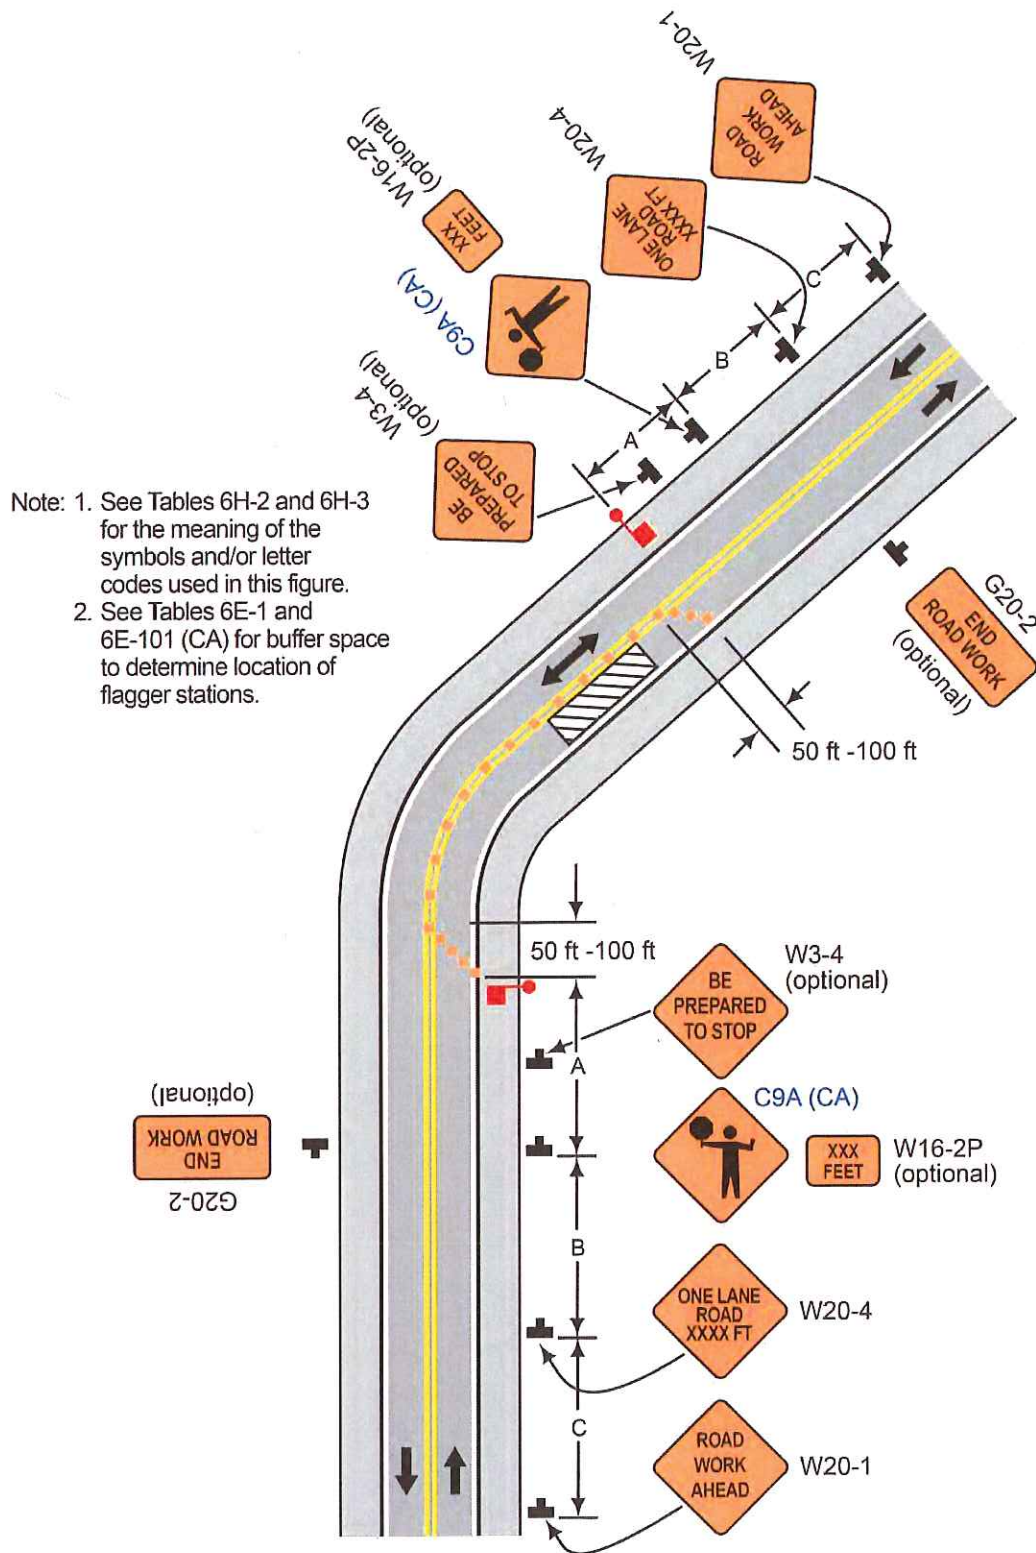 W20-1
ROAD
WORK
AHEAD
W20-4
ONE LANE
ROAD
XXXX FT
W16-2P
(optional)
XXX
FEET
C9A (CA)
W3-4
(optional)
BE
PREPARED
TO STOP
C
B
A
Note: 1. See Tables 6H-2 and 6H-3
for the meaning of the
symbols and/or letter
codes used in this figure.
2. See Tables 6E-1 and
6E-101 (CA) for buffer space
to determine location of
flagger stations.
G20-2
END
ROAD WORK
(optional)
50 ft -100 ft
50 ft -100 ft
BE
PREPARED
TO STOP
W3-4
(optional)
A
C9A (CA)
XXX
FEET
W16-2P
(optional)
G20-2
END
ROAD WORK
(optional)
B
ONE LANE
ROAD
XXXX FT
W20-4
C
ROAD
WORK
AHEAD
W20-1